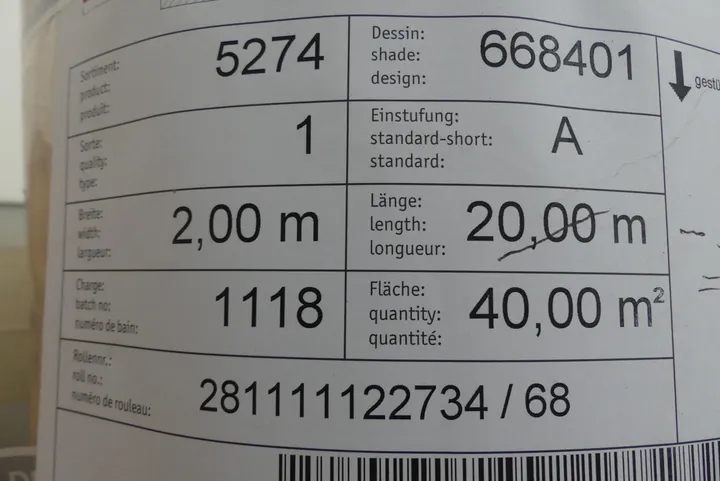 Sortiment:
product:
produit:
5274
Dessin:
shade:
design:
668401
gestü
Sorte:
quality:
type:
1
Einstufung:
standard-short:
standard:
A
Breite:
width:
largeur:
2,00 m
Länge:
length:
longueur:
20,00 m
Charge:
batch no:
numéro de bain:
1118
Fläche:
quantity:
quantité:
40,00 m²
Rollennr.:
roll no.:
numéro de rouleau:
281111122734 / 68